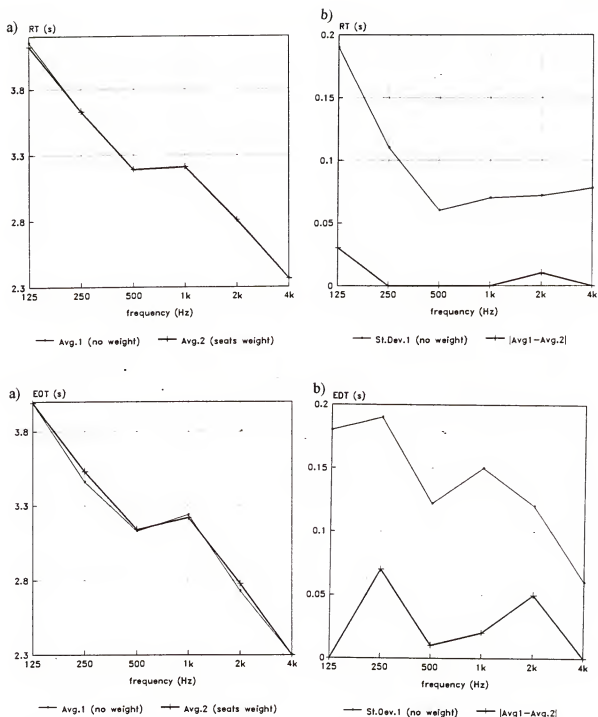 a)
RT (s)
3.8
3.3
2.8
2.3
125 250 500 1k 2k 4k
frequency (Hz)
Avg.1 (no weight) Avg.2 (seats weight)
b)
RT (s)
0.2
0.15
0.1
0.05
0
125 250 500 1k 2k 4k
frequency (Hz)
St.Dev.1 (no weight) |Avg1-Avg.2|
a)
EDT (s)
3.8
3.3
2.8
2.3
125 250 500 1k 2k 4k
frequency (Hz)
Avg.1 (no weight) Avg.2 (seats weight)
b)
EDT (s)
0.2
0.15
0.1
0.05
0
125 250 500 1k 2k 4k
frequency (Hz)
St.Dev.1 (no weight) |Avg1-Avg.2|